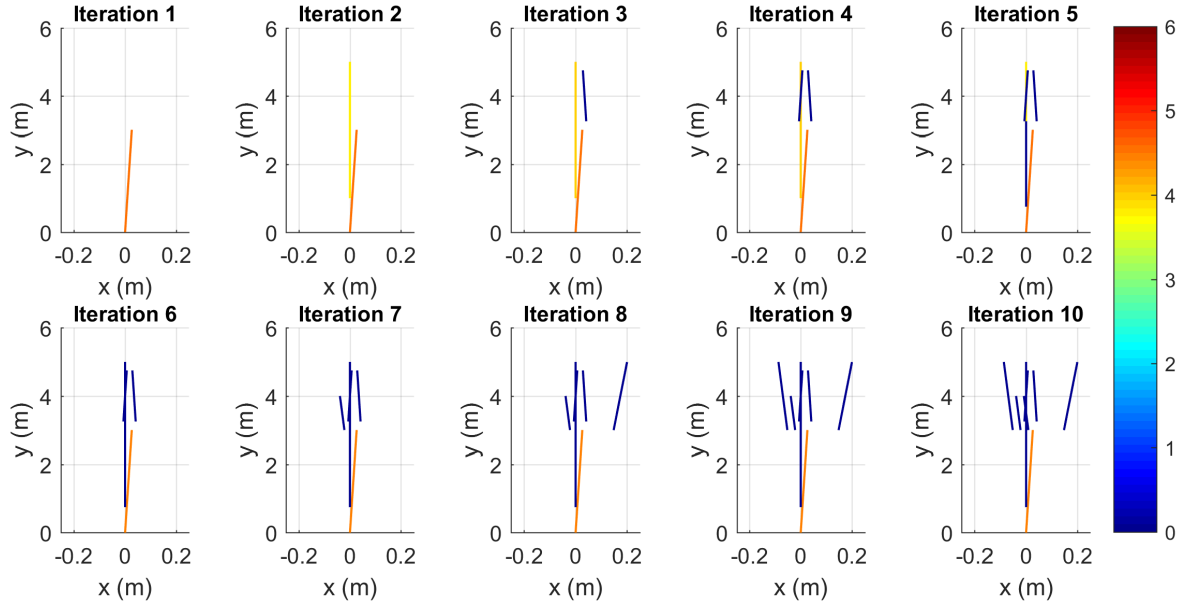 Iteration 1
Iteration 2
Iteration 3
Iteration 4
Iteration 5
6
4
2
0
y (m)
-0.2
0
0.2
x (m)
6
4
2
0
y (m)
-0.2
0
0.2
x (m)
6
4
2
0
y (m)
-0.2
0
0.2
x (m)
6
4
2
0
y (m)
-0.2
0
0.2
x (m)
6
4
2
0
y (m)
-0.2
0
0.2
x (m)
Iteration 6
Iteration 7
Iteration 8
Iteration 9
Iteration 10
6
4
2
0
y (m)
-0.2
0
0.2
x (m)
6
4
2
0
y (m)
-0.2
0
0.2
x (m)
6
4
2
0
y (m)
-0.2
0
0.2
x (m)
6
4
2
0
y (m)
-0.2
0
0.2
x (m)
6
4
2
0
y (m)
-0.2
0
0.2
x (m)
6
5
4
3
2
1
0